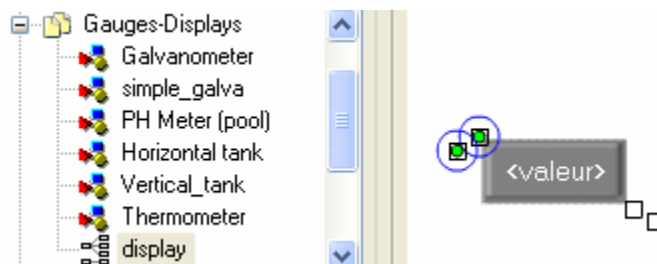 Gauges-Displays
Galvanometer
simple_galva
PH Meter (pool)
Horizontal tank
Vertical_tank
Thermometer
display
<valeur>